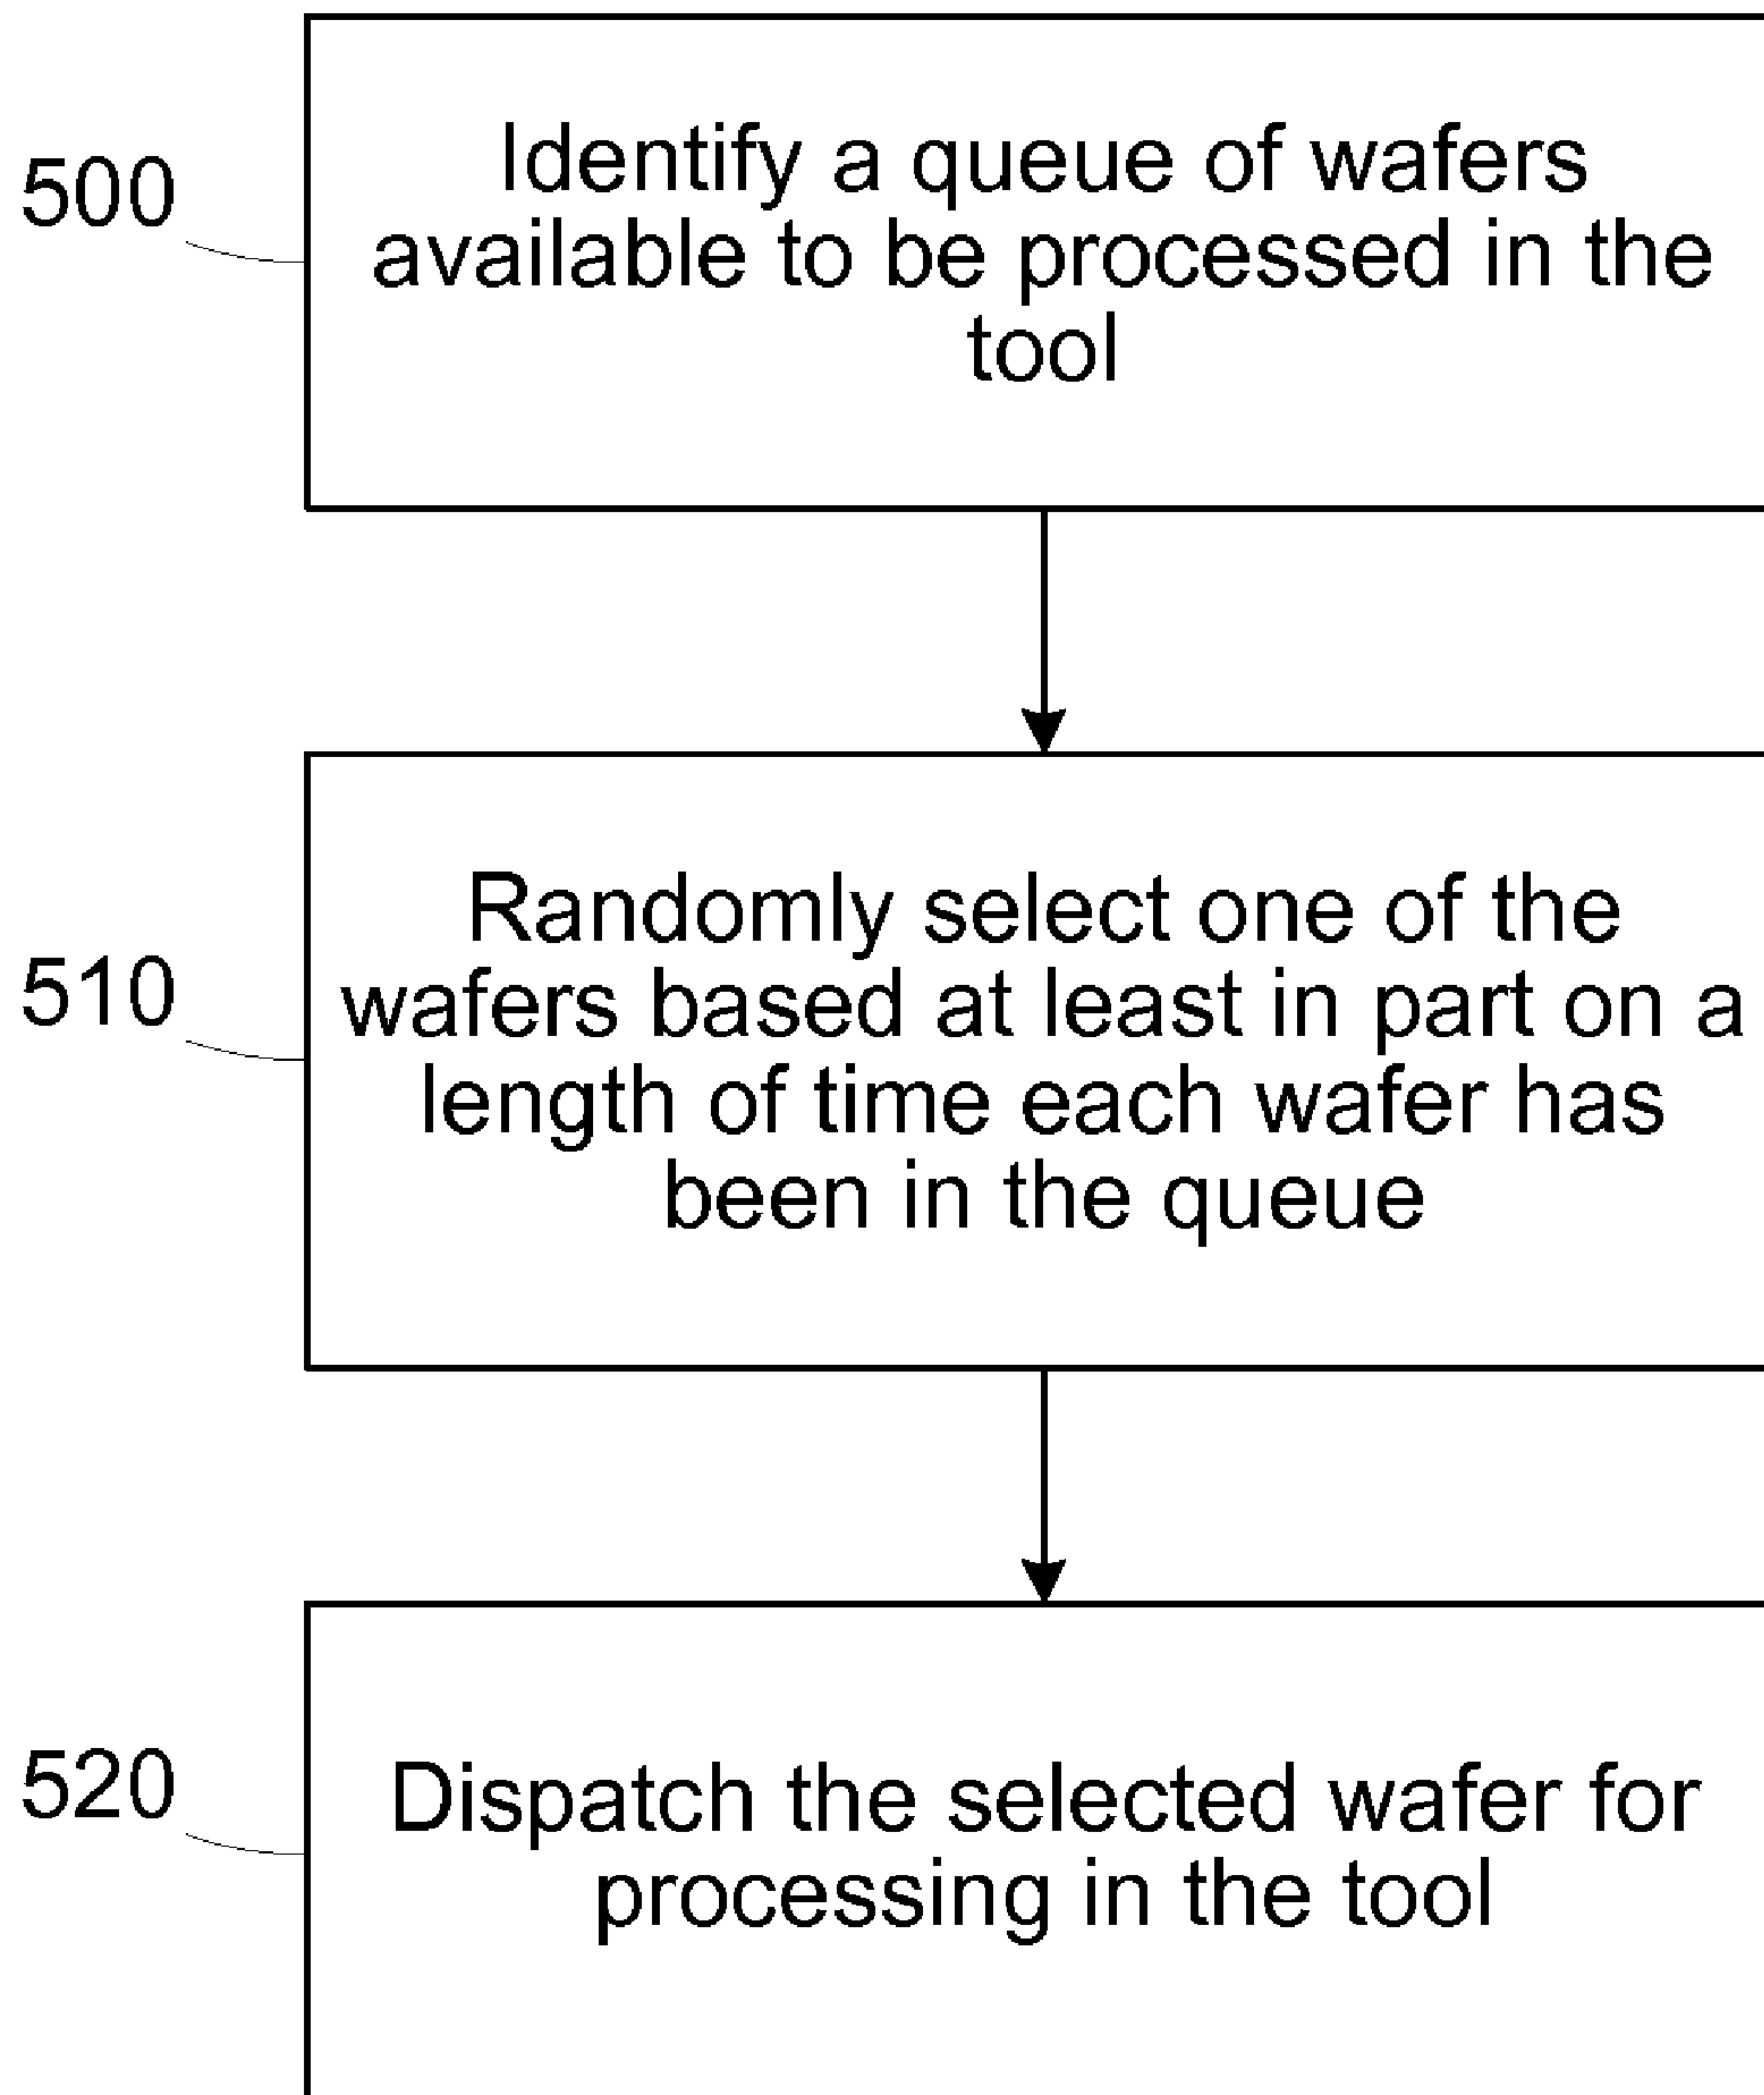 500
Identify a queue of wafers
available to be processed in the
tool
510
Randomly select one of the
wafers based at least in part on a
length of time each wafer has
been in the queue
520
Dispatch the selected wafer for
processing in the tool